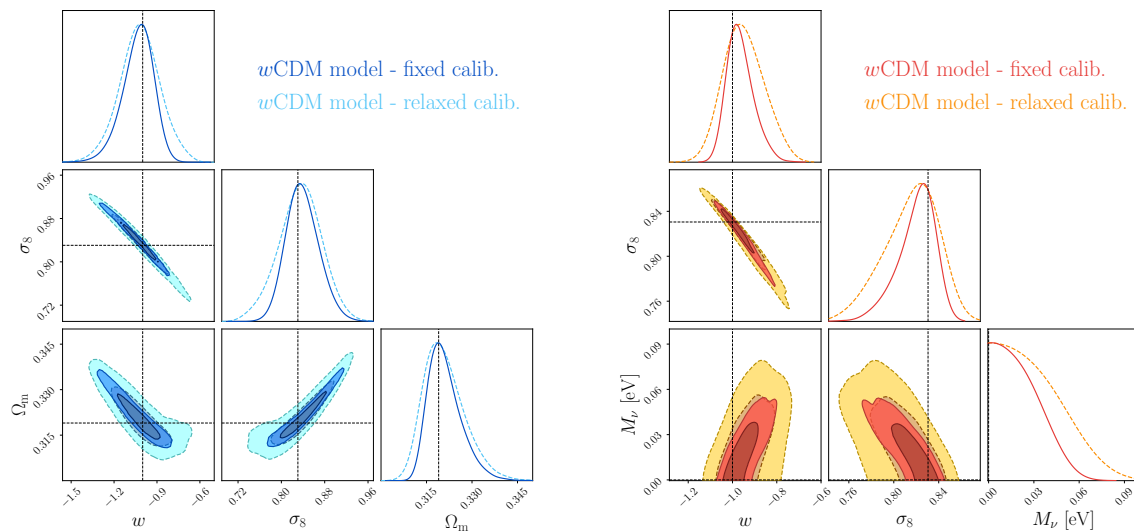 wCDM model - fixed calib.
wCDM model - relaxed calib.
0.96
0.88
0.80
0.72
σ₈
0.345
0.330
0.315
Ωₘ
−1.5
−1.2
−0.9
−0.6
w
0.72
0.80
0.88
0.96
σ₈
0.315
0.330
0.345
Ωₘ
wCDM model - fixed calib.
wCDM model - relaxed calib.
0.84
0.80
0.76
σ₈
0.09
0.06
0.03
0.00
Mᵥ [eV]
−1.2
−1.0
−0.8
−0.6
w
0.76
0.80
0.84
σ₈
0.00
0.03
0.06
0.09
Mᵥ [eV]